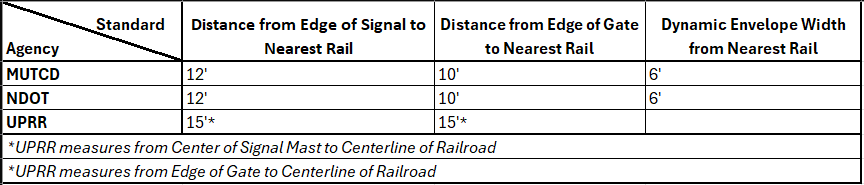 Standard
Agency
Distance from Edge of Signal to
Nearest Rail
Distance from Edge of Gate
to Nearest Rail
Dynamic Envelope Width
from Nearest Rail
MUTCD 12' 10' 6'
NDOT 12' 10' 6'
UPRR 15'* 15'*
*UPRR measures from Center of Signal Mast to Centerline of Railroad
*UPRR measures from Edge of Gate to Centerline of Railroad